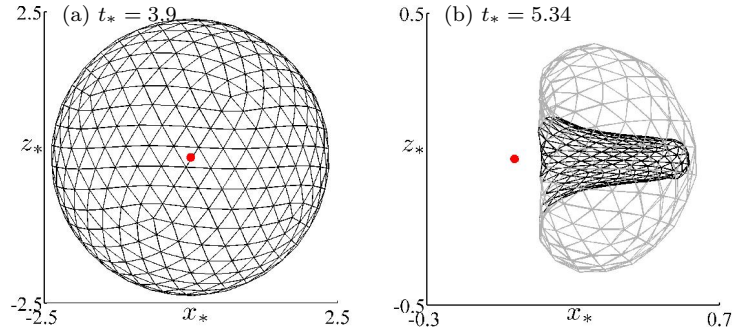 2.5
(a) t* = 3.9
z*
-2.5
-2.5
x*
2.5
0.5
(b) t* = 5.34
z*
-0.5
-0.3
x*
0.7